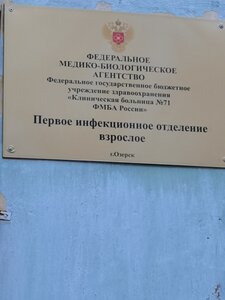 ФЕДЕРАЛЬНОЕ
МЕДИКО-БИОЛОГИЧЕСКОЕ
АГЕНТСТВО
Федеральное государственное бюджетное
учреждение здравоохранения
«Клиническая больница №71
ФМБА России»
Первое инфекционное отделение
взрослое
г.Озерск